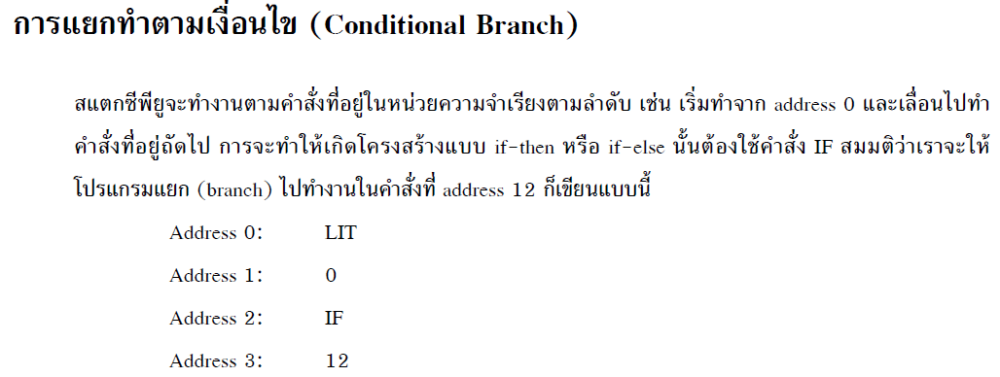 การแยกทำตามเงื่อนไข (Conditional Branch)
สแตกซีพียูจะทำงานตามคำสั่งที่อยู่ในหน่วยความจำเรียงตามลำดับ เช่น เริ่มทำจาก address 0 และเลื่อนไปทำ
คำสั่งที่อยู่ถัดไป การจะทำให้เกิดโครงสร้างแบบ if-then หรือ if-else นั้นต้องใช้คำสั่ง IF สมมติว่าเราจะให้
โปรแกรมแยก (branch) ไปทำงานในคำสั่งที่ address 12 ก็เขียนแบบนี้
Address 0: LIT
Address 1: 0
Address 2: IF
Address 3: 12